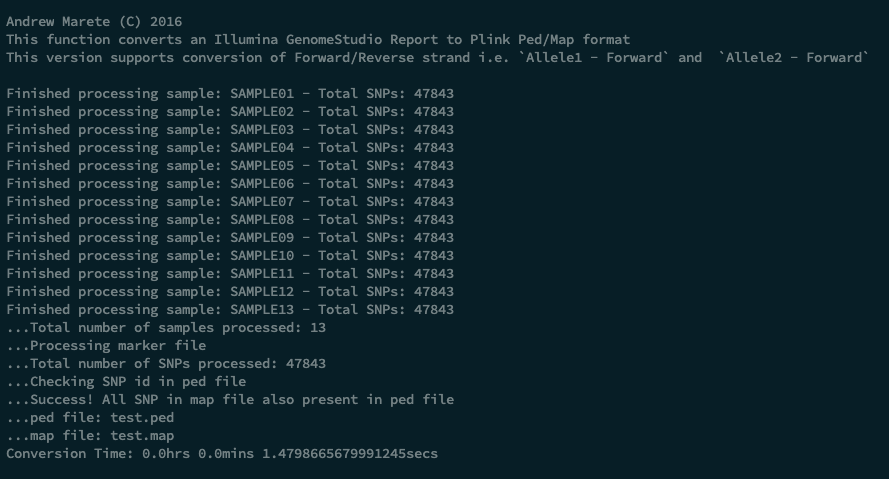 Andrew Marete (C) 2016
This function converts an Illumina GenomeStudio Report to Plink Ped/Map format
This version supports conversion of Forward/Reverse strand i.e. `Allele1 - Forward` and  `Allele2 - Forward`
Finished processing sample: SAMPLE01 - Total SNPs: 47843
Finished processing sample: SAMPLE02 - Total SNPs: 47843
Finished processing sample: SAMPLE03 - Total SNPs: 47843
Finished processing sample: SAMPLE04 - Total SNPs: 47843
Finished processing sample: SAMPLE05 - Total SNPs: 47843
Finished processing sample: SAMPLE06 - Total SNPs: 47843
Finished processing sample: SAMPLE07 - Total SNPs: 47843
Finished processing sample: SAMPLE08 - Total SNPs: 47843
Finished processing sample: SAMPLE09 - Total SNPs: 47843
Finished processing sample: SAMPLE10 - Total SNPs: 47843
Finished processing sample: SAMPLE11 - Total SNPs: 47843
Finished processing sample: SAMPLE12 - Total SNPs: 47843
Finished processing sample: SAMPLE13 - Total SNPs: 47843
...Total number of samples processed: 13
...Processing marker file
...Total number of SNPs processed: 47843
...Checking SNP id in ped file
...Success! All SNP in map file also present in ped file
...ped file: test.ped
...map file: test.map
Conversion Time: 0.0hrs 0.0mins 1.4798665679991245secs